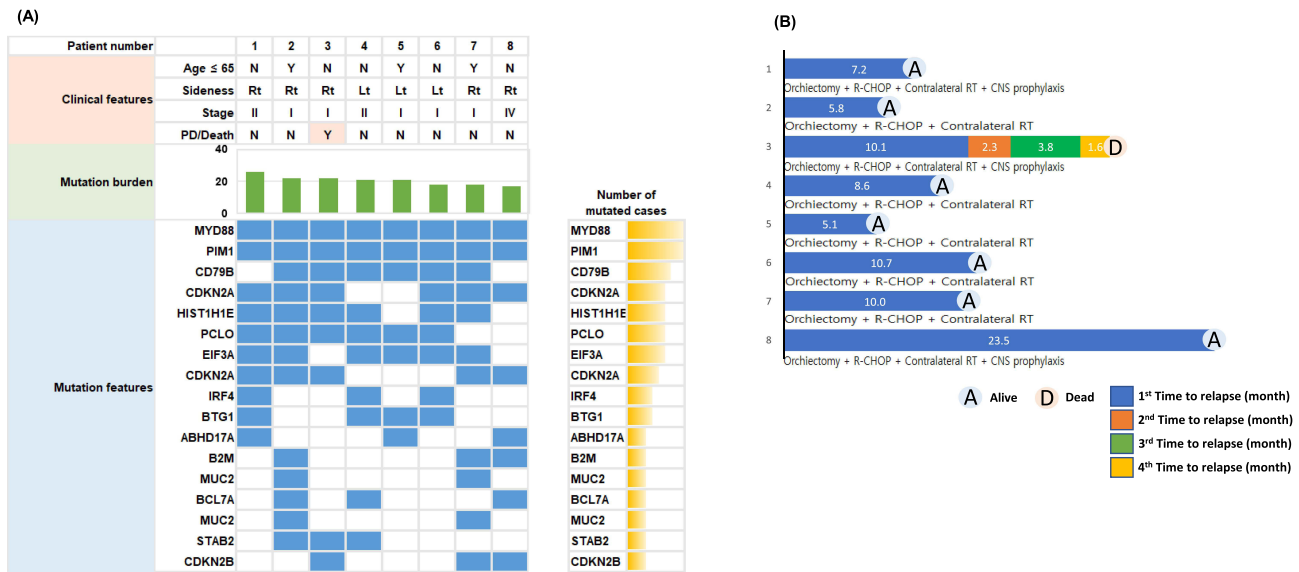 (A)
Patient number 1 2 3 4 5 6 7 8
Clinical features
Age ≤ 65 N Y N N Y N Y N
Sideness Rt Rt Rt Lt Lt Lt Rt Rt
Stage II I I II I I I IV
PD/Death N N Y N N N N N
Mutation burden
40
20
0
Mutation features
MYD88
PIM1
CD79B
CDKN2A
HIST1H1E
PCLO
EIF3A
CDKN2A
IRF4
BTG1
ABHD17A
B2M
MUC2
BCL7A
MUC2
STAB2
CDKN2B
Number of
mutated cases
MYD88
PIM1
CD79B
CDKN2A
HIST1H1E
PCLO
EIF3A
CDKN2A
IRF4
BTG1
ABHD17A
B2M
MUC2
BCL7A
MUC2
STAB2
CDKN2B
(B)
1 7.2 A
Orchiectomy + R-CHOP + Contralateral RT + CNS prophylaxis
2 5.8 A
Orchiectomy + R-CHOP + Contralateral RT
3 10.1 2.3 3.8 1.6 D
Orchiectomy + R-CHOP + Contralateral RT + CNS prophylaxis
4 8.6 A
Orchiectomy + R-CHOP + Contralateral RT
5 5.1 A
Orchiectomy + R-CHOP + Contralateral RT
6 10.7 A
Orchiectomy + R-CHOP + Contralateral RT
7 10.0 A
Orchiectomy + R-CHOP + Contralateral RT
8 23.5 A
Orchiectomy + R-CHOP + Contralateral RT + CNS prophylaxis
A Alive D Dead
1st Time to relapse (month)
2nd Time to relapse (month)
3rd Time to relapse (month)
4th Time to relapse (month)